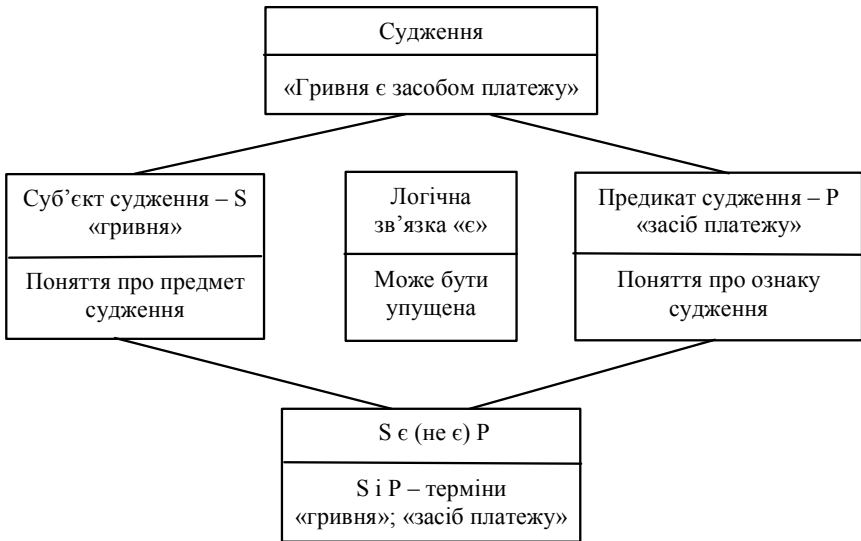 Судження
«Гривня є засобом платежу»
Суб’єкт судження – S
«гривня»
Поняття про предмет
судження
Логічна
зв’язка «є»
Може бути
упущена
Предикат судження – Р
«засіб платежу»
Поняття про ознаку
судження
S є (не є) Р
S і Р – терміни
«гривня»; «засіб платежу»